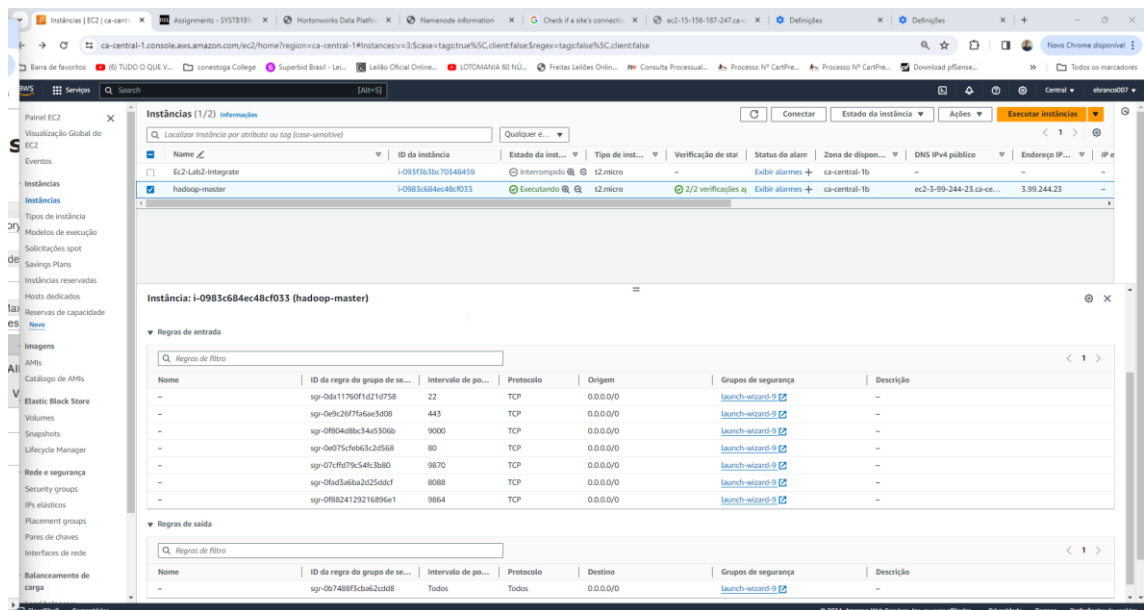 Instâncias | EC2 | ca-centr
Assignments - SYST8191
Hortonworks Data Platfor
Namenode information
Check if a site's connectio
ec2-15-156-187-247.ca-c
Definições
Definições
ca-central-1.console.aws.amazon.com/ec2/home?region=ca-central-1#Instances:v=3;$case=tags:true%5C,client:false;$regex=tags:false%5C,client:false
Novo Chrome disponível
Barra de favoritos (6) TUDO O QUE V... conestoga College Superbid Brasil - Lei... Leilão Oficial Online... LOTOMANIA 60 NÚ... Freitas Leilões Onlin... Consulta Processual... Processo Nº CartPre... Processo Nº CartPre... Download pfSense... Todos os marcadores
aws Serviços Search [Alt+S] Central ebranco007
Painel EC2
Visualização Global do
EC2
Eventos
Instâncias
Instâncias
Tipos de instância
Modelos de execução
Solicitações spot
Savings Plans
Instâncias reservadas
Hosts dedicados
Reservas de capacidade
Novo
Imagens
AMIs
Catálogo de AMIs
Elastic Block Store
Volumes
Snapshots
Lifecycle Manager
Rede e segurança
Security groups
IPs elásticos
Placement groups
Pares de chaves
Interfaces de rede
Balanceamento de
carga
Instâncias (1/2) Informações Conectar Estado da instância Ações Executar instâncias
Localizar Instância por atributo ou tag (case-sensitive) Qualquer e... 1
Name ID da instância Estado da inst... Tipo de inst... Verificação de stat Status do alarm Zona de dispon... DNS IPv4 público Endereço IP... IP e
Ec2-Lab2-Integrate i-093f3b3bc70348459 Interrompido t2.micro – Exibir alarmes ca-central-1b – – –
hadoop-master i-0983c684ec48cf033 Executando t2.micro 2/2 verificações a Exibir alarmes ca-central-1b ec2-3-99-244-23.ca-ce... 3.99.244.23 –
Instância: i-0983c684ec48cf033 (hadoop-master)
Regras de entrada
Regras de filtro 1
Nome ID da regra do grupo de se... Intervalo de po... Protocolo Origem Grupos de segurança Descrição
– sgr-0da11760f1d21d758 22 TCP 0.0.0.0/0 launch-wizard-9 –
– sgr-0e9c26f7fa6ae3d08 443 TCP 0.0.0.0/0 launch-wizard-9 –
– sgr-0f804d8bc34a5306b 9000 TCP 0.0.0.0/0 launch-wizard-9 –
– sgr-0e075cfeb63c2d568 80 TCP 0.0.0.0/0 launch-wizard-9 –
– sgr-07cffd79c54fc3b80 9870 TCP 0.0.0.0/0 launch-wizard-9 –
– sgr-0fad3a6ba2d25ddcf 8088 TCP 0.0.0.0/0 launch-wizard-9 –
– sgr-0f8824129216896e1 9864 TCP 0.0.0.0/0 launch-wizard-9 –
Regras de saída
Regras de filtro 1
Nome ID da regra do grupo de se... Intervalo de po... Protocolo Destino Grupos de segurança Descrição
– sgr-0b7488f3cba62cdd8 Todos Todos 0.0.0.0/0 launch-wizard-9 –